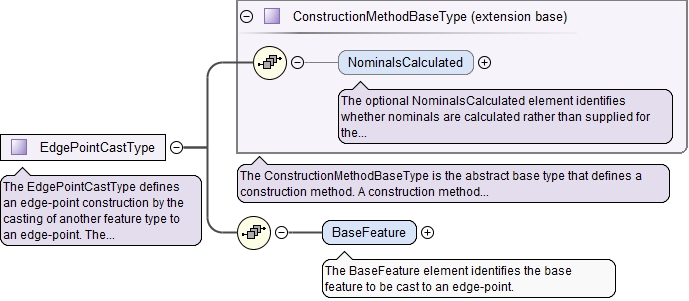 ConstructionMethodBaseType (extension base)
NominalsCalculated
The optional NominalsCalculated element identifies
whether nominals are calculated rather than supplied for
the...
EdgePointCastType
The ConstructionMethodBaseType is the abstract base type that defines a
construction method. A construction method...
The EdgePointCastType defines
an edge-point construction by the
casting of another feature type to
an edge-point. The...
BaseFeature
The BaseFeature element identifies the base
feature to be cast to an edge-point.